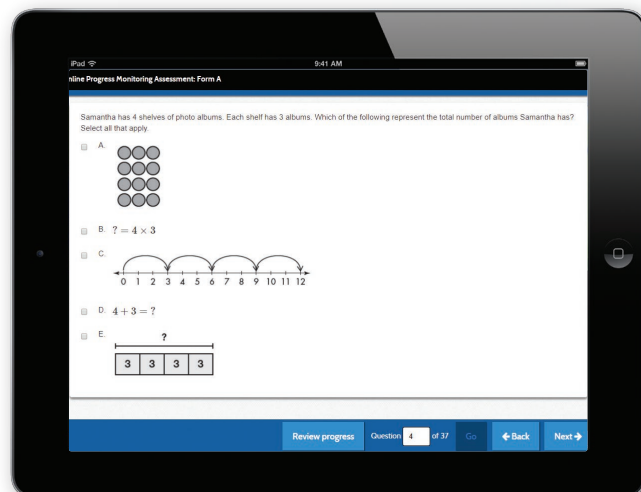 iPad 9:41 AM
nline Progress Monitoring Assessment: Form A
Samantha has 4 shelves of photo albums. Each shelf has 3 albums. Which of the following represent the total number of albums Samantha has?
Select all that apply.
A.
B. ? = 4 × 3
C.
0 1 2 3 4 5 6 7 8 9 10 11 12
D. 4 + 3 = ?
E.
?
3 3 3 3
Review progress Question 4 of 37 Go Back Next